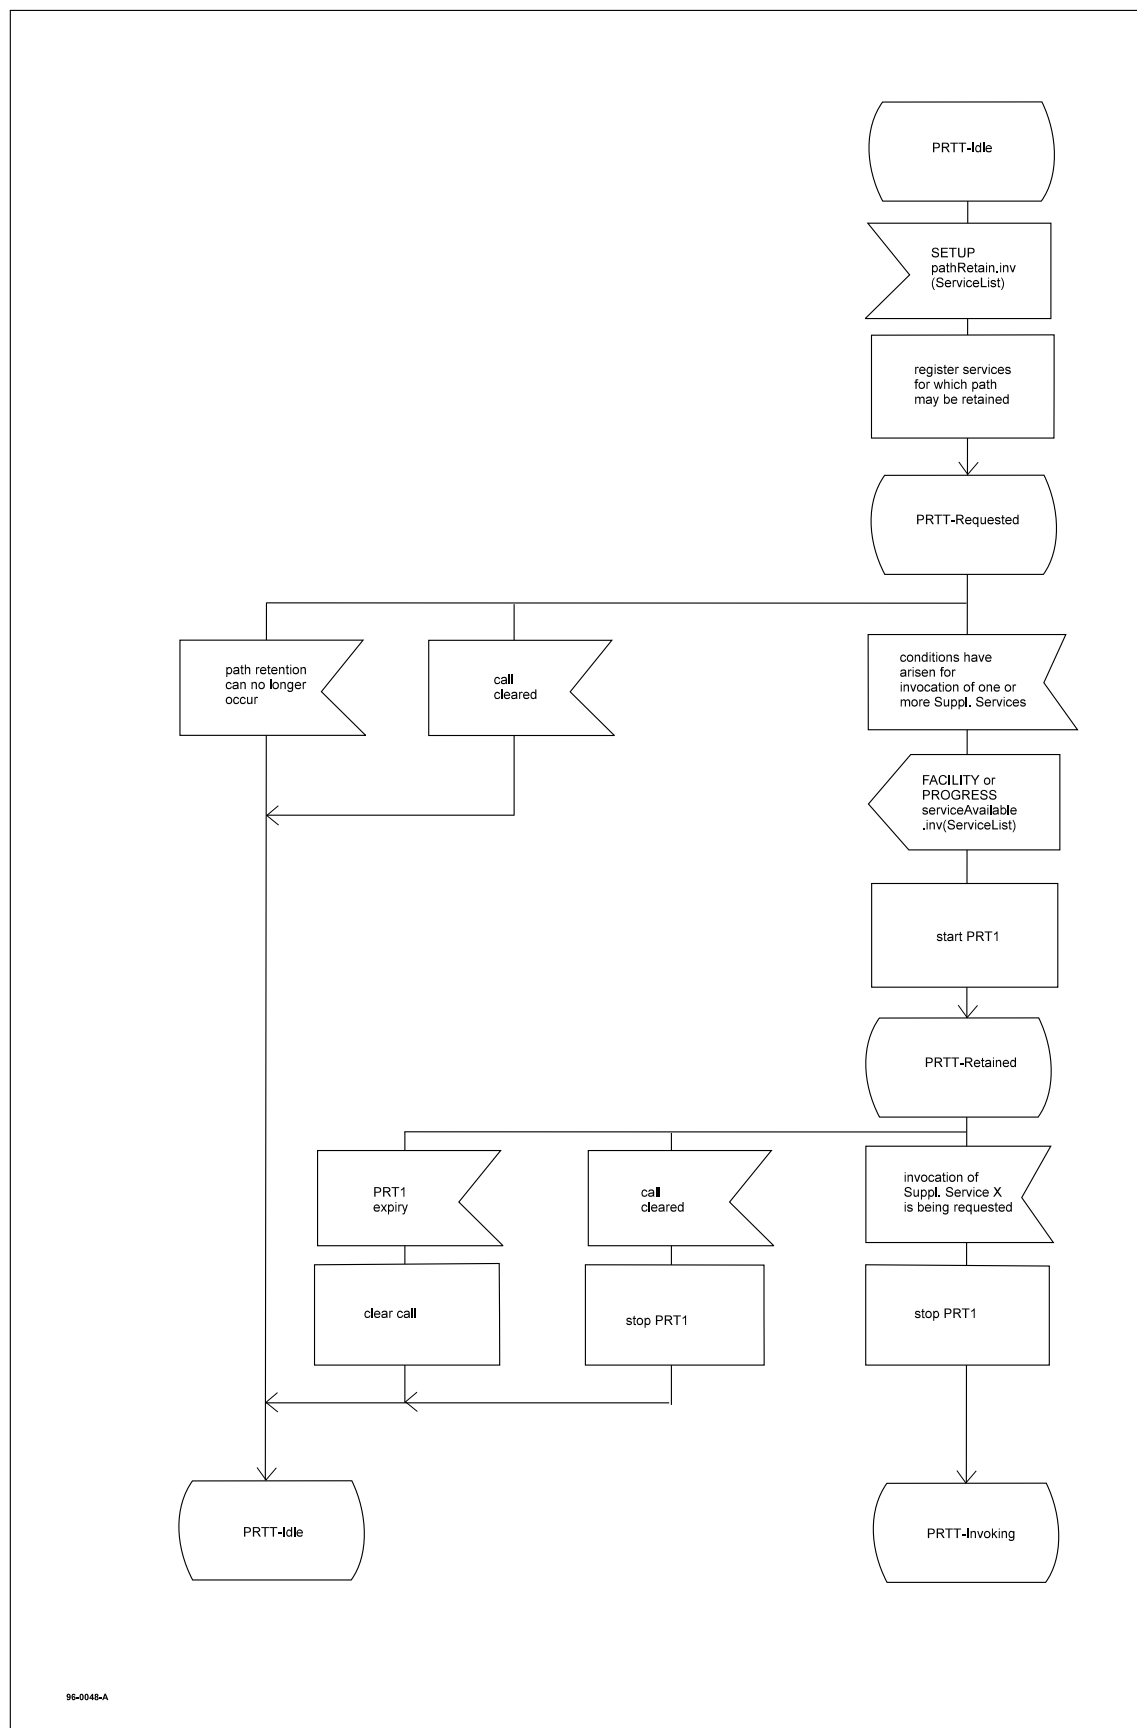 PRTT-Idle
SETUP
pathRetain.inv
(ServiceList)
register services
for which path
may be retained
PRTT-Requested
path retention
can no longer
occur
call
cleared
conditions have
arisen for
invocation of one or
more Suppl. Services
FACILITY or
PROGRESS
serviceAvailable
.inv(ServiceList)
start PRT1
PRTT-Retained
PRT1
expiry
call
cleared
invocation of
Suppl. Service X
is being requested
clear call
stop PRT1
stop PRT1
PRTT-Idle
PRTT-Invoking
96-0048-A